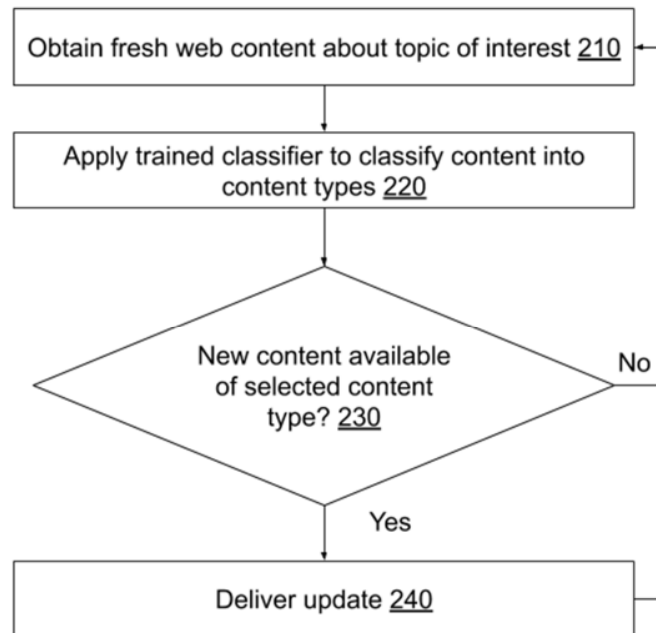 Obtain fresh web content about topic of interest 210
Apply trained classifier to classify content into
content types 220
New content available
of selected content
type? 230
No
Yes
Deliver update 240